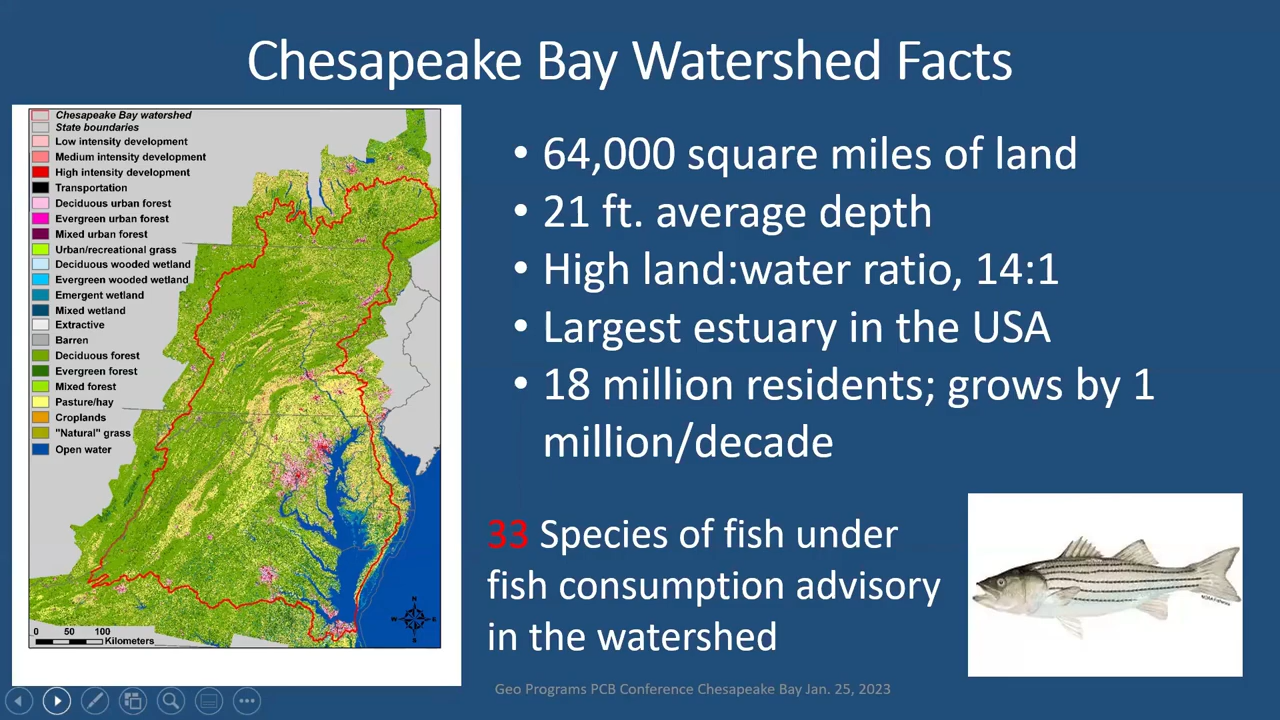 Chesapeake Bay Watershed Facts
Chesapeake Bay watershed
State boundaries
Low intensity development
Medium intensity development
High intensity development
Transportation
Deciduous urban forest
Evergreen urban forest
Mixed urban forest
Urban/recreational grass
Deciduous wooded wetland
Evergreen wooded wetland
Emergent wetland
Mixed wetland
Extractive
Barren
Deciduous forest
Evergreen forest
Mixed forest
Pasture/hay
Croplands
"Natural" grass
Open water
N
W E
S
0 50 100
Kilometers
• 64,000 square miles of land
• 21 ft. average depth
• High land:water ratio, 14:1
• Largest estuary in the USA
• 18 million residents; grows by 1
million/decade
33 Species of fish under
fish consumption advisory
in the watershed
NOAA Fisheries
Geo Programs PCB Conference Chesapeake Bay Jan. 25, 2023